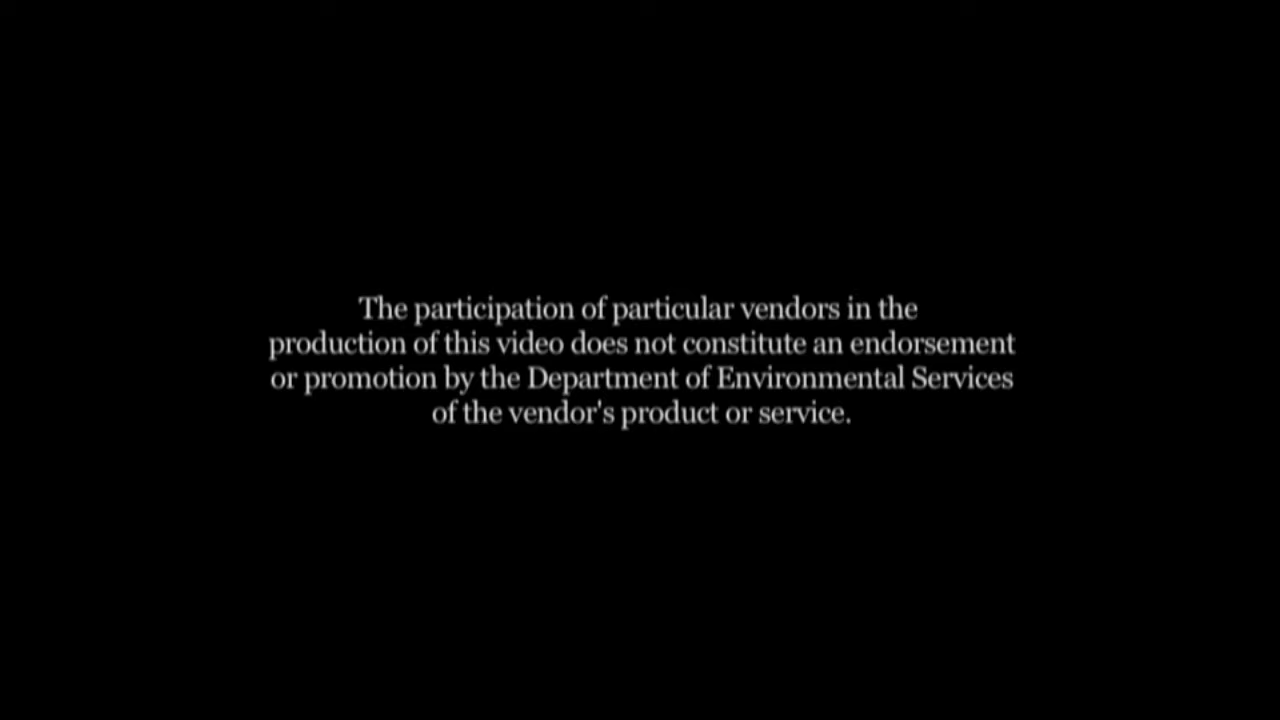 The participation of particular vendors in the
production of this video does not constitute an endorsement
or promotion by the Department of Environmental Services
of the vendor's product or service.